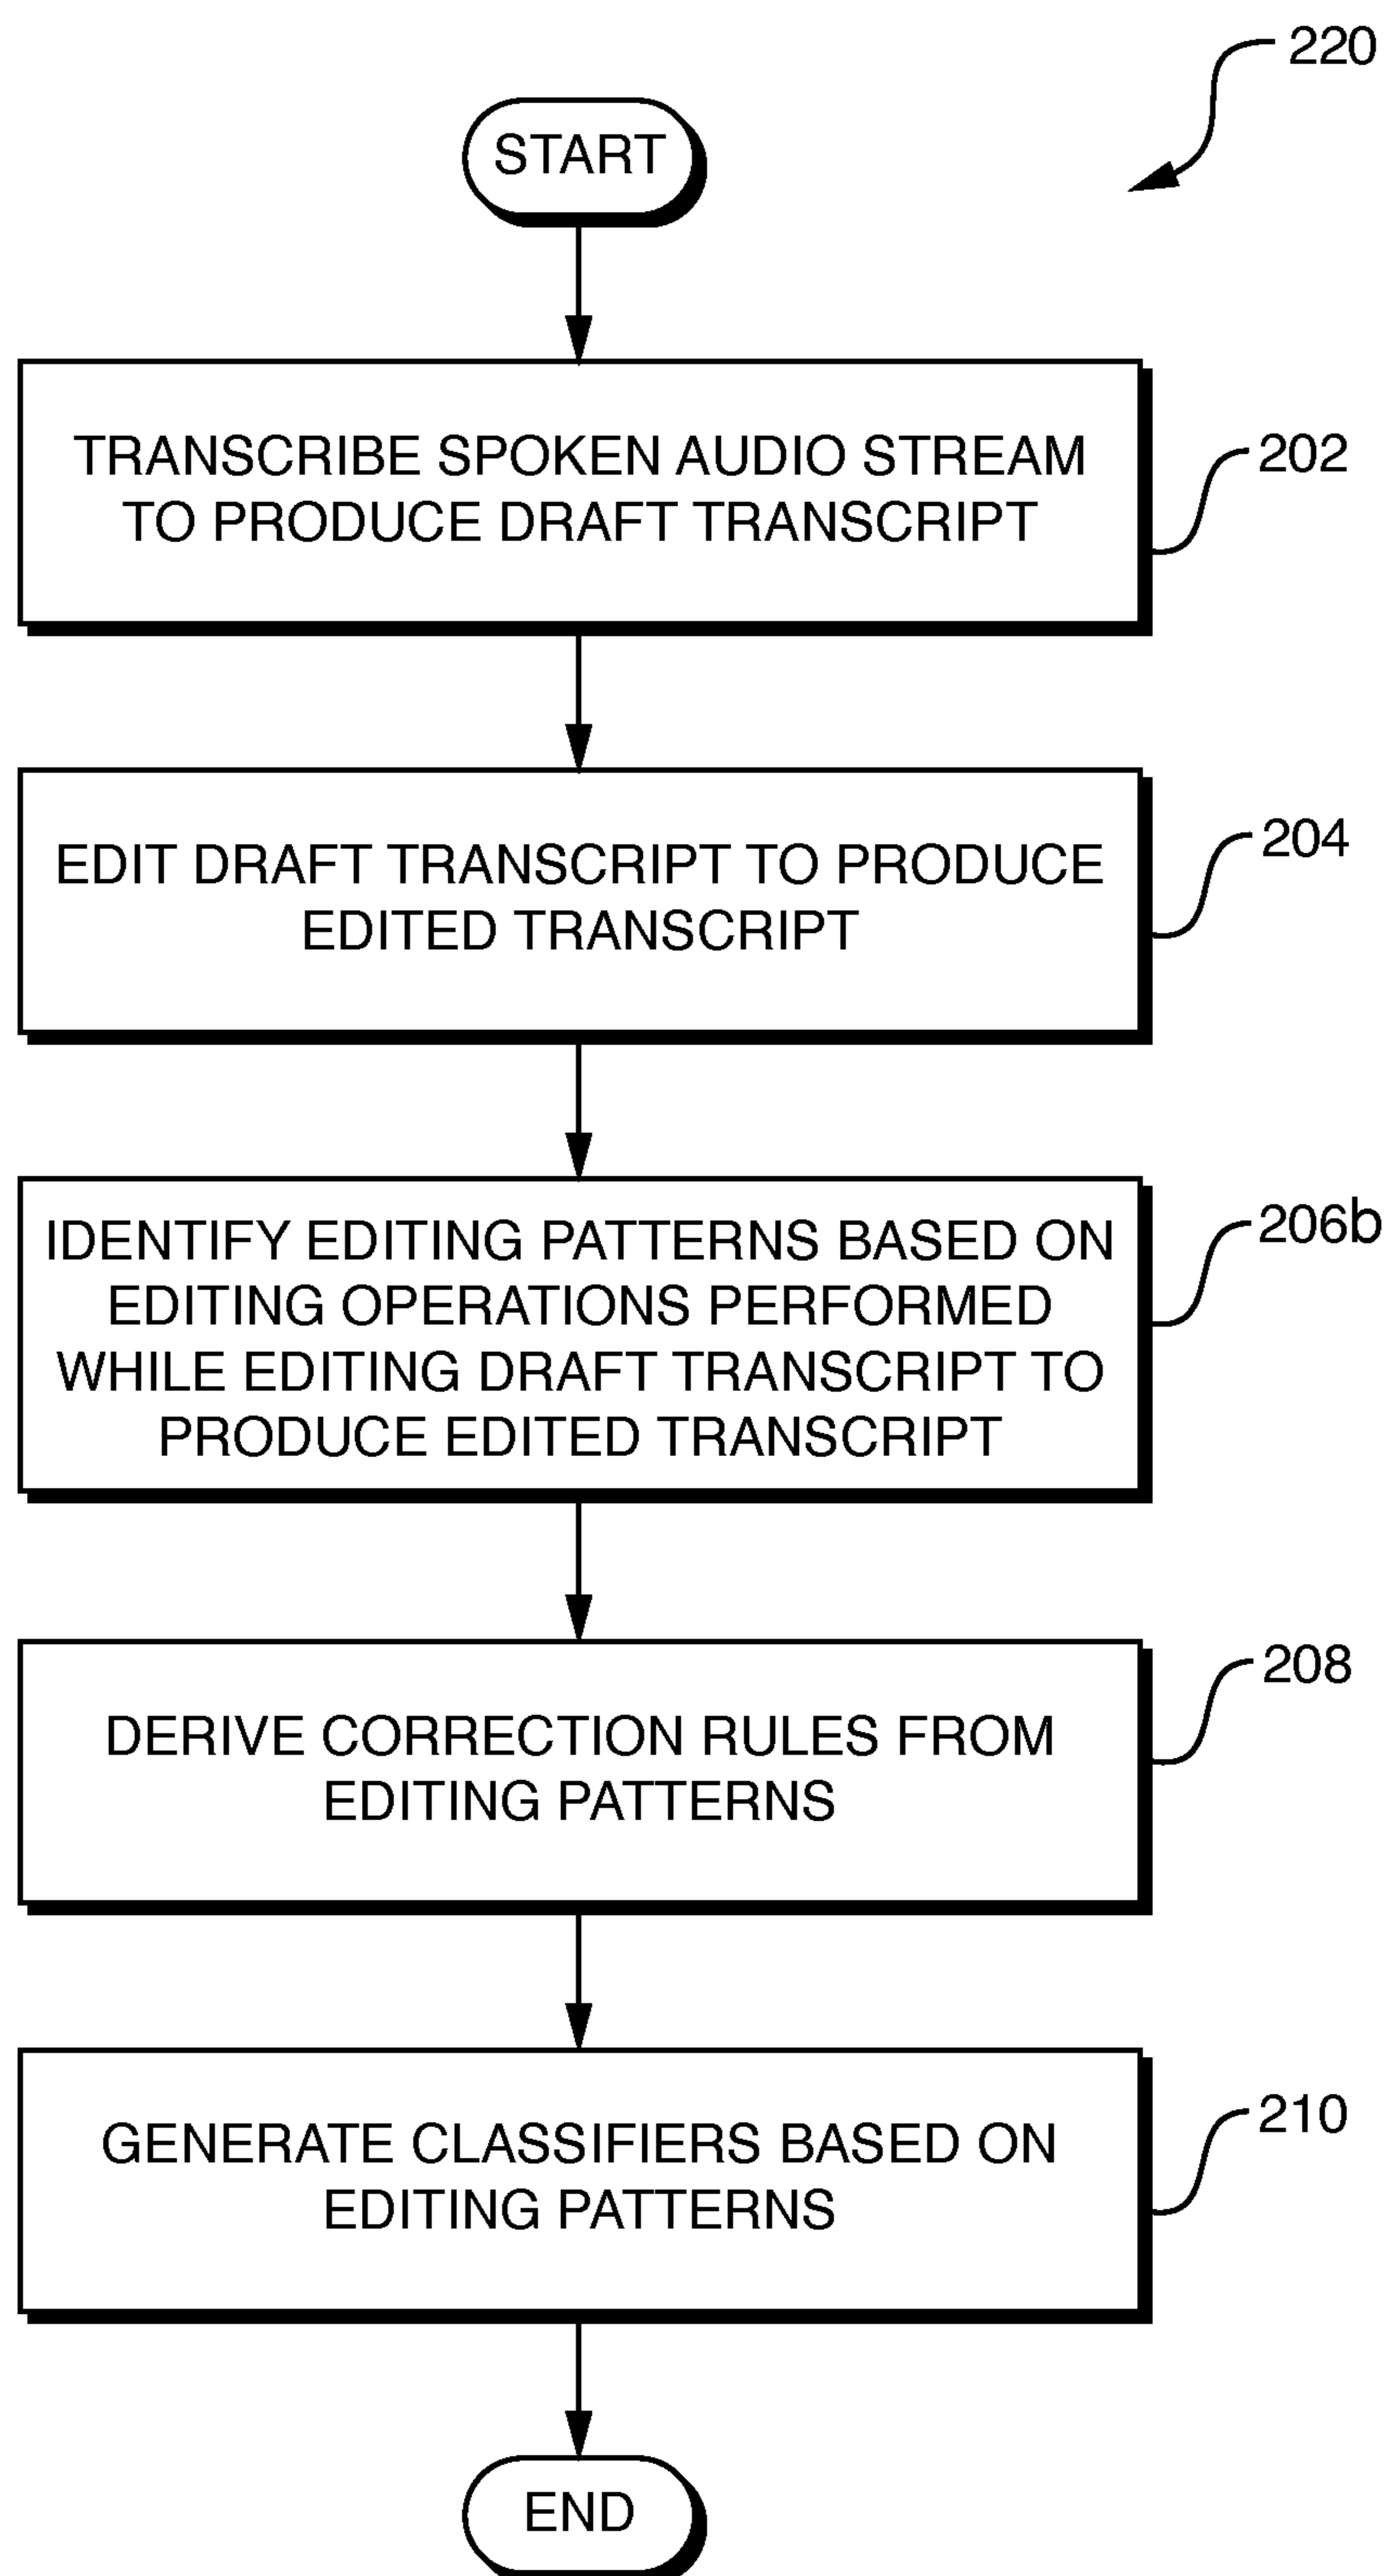 220
START
TRANSCRIBE SPOKEN AUDIO STREAM
TO PRODUCE DRAFT TRANSCRIPT
202
EDIT DRAFT TRANSCRIPT TO PRODUCE
EDITED TRANSCRIPT
204
IDENTIFY EDITING PATTERNS BASED ON
EDITING OPERATIONS PERFORMED
WHILE EDITING DRAFT TRANSCRIPT TO
PRODUCE EDITED TRANSCRIPT
206b
DERIVE CORRECTION RULES FROM
EDITING PATTERNS
208
GENERATE CLASSIFIERS BASED ON
EDITING PATTERNS
210
END